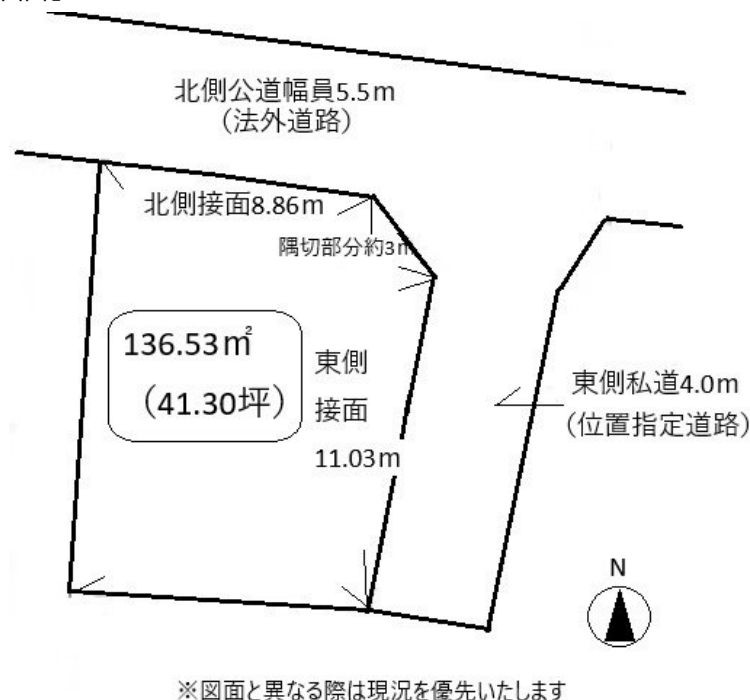 北側公道幅員5.5m
（法外道路）
北側接面8.86m
隅切部分約3m
136.53㎡
（41.30坪）
東側
接面
11.03m
東側私道4.0m
（位置指定道路）
N
※図面と異なる際は現況を優先いたします